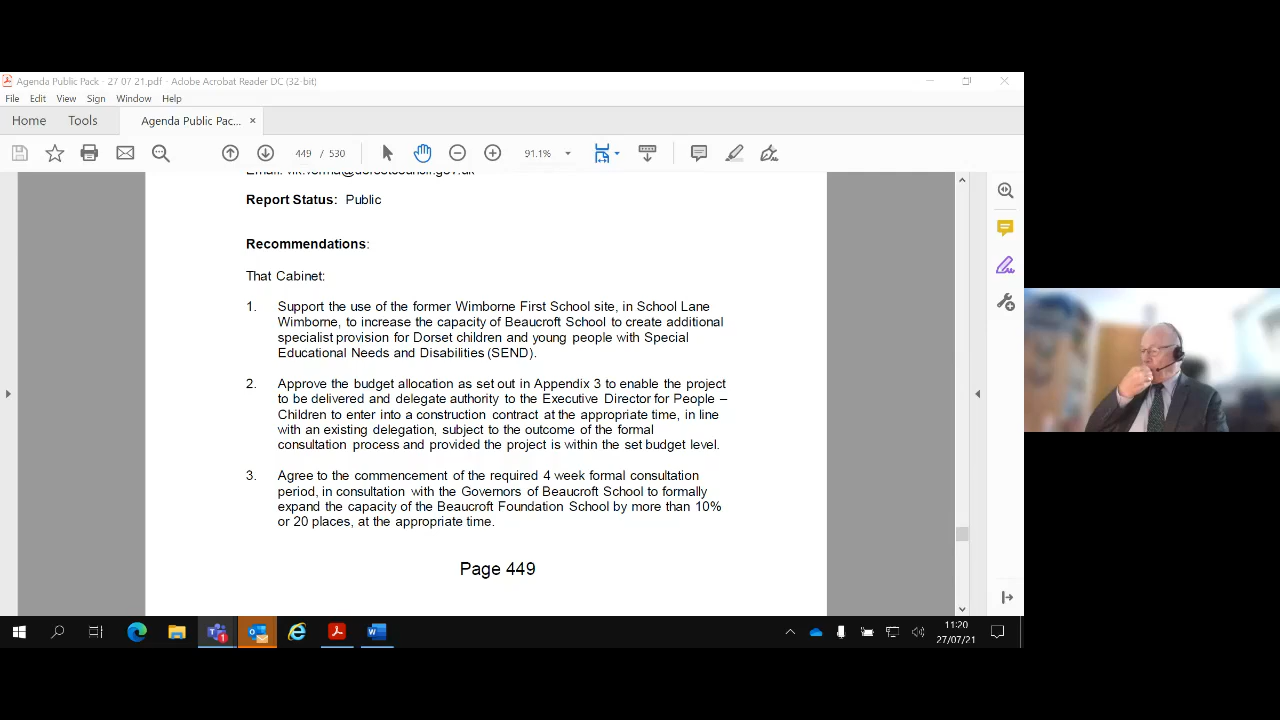 Agenda Public Pack - 27 07 21.pdf - Adobe Acrobat Reader DC (32-bit)
File Edit View Sign Window Help
Home Tools Agenda Public Pac... ×
449 / 530 91.1%
Report Status: Public
Recommendations:
That Cabinet:
1. Support the use of the former Wimborne First School site, in School Lane
Wimborne, to increase the capacity of Beaucroft School to create additional
specialist provision for Dorset children and young people with Special
Educational Needs and Disabilities (SEND).
2. Approve the budget allocation as set out in Appendix 3 to enable the project
to be delivered and delegate authority to the Executive Director for People –
Children to enter into a construction contract at the appropriate time, in line
with an existing delegation, subject to the outcome of the formal
consultation process and provided the project is within the set budget level.
3. Agree to the commencement of the required 4 week formal consultation
period, in consultation with the Governors of Beaucroft School to formally
expand the capacity of the Beaucroft Foundation School by more than 10%
or 20 places, at the appropriate time.
Page 449
11:20
27/07/21